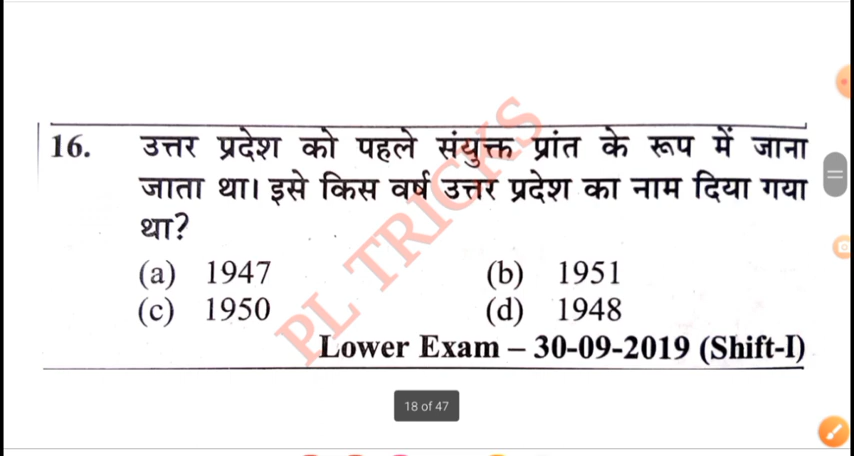 16. उत्तर प्रदेश को पहले संयुक्त प्रांत के रूप में जाना
जाता था। इसे किस वर्ष उत्तर प्रदेश का नाम दिया गया
था?
(a) 1947 (b) 1951
(c) 1950 (d) 1948
Lower Exam – 30-09-2019 (Shift-I)
PL TRICKS
18 of 47